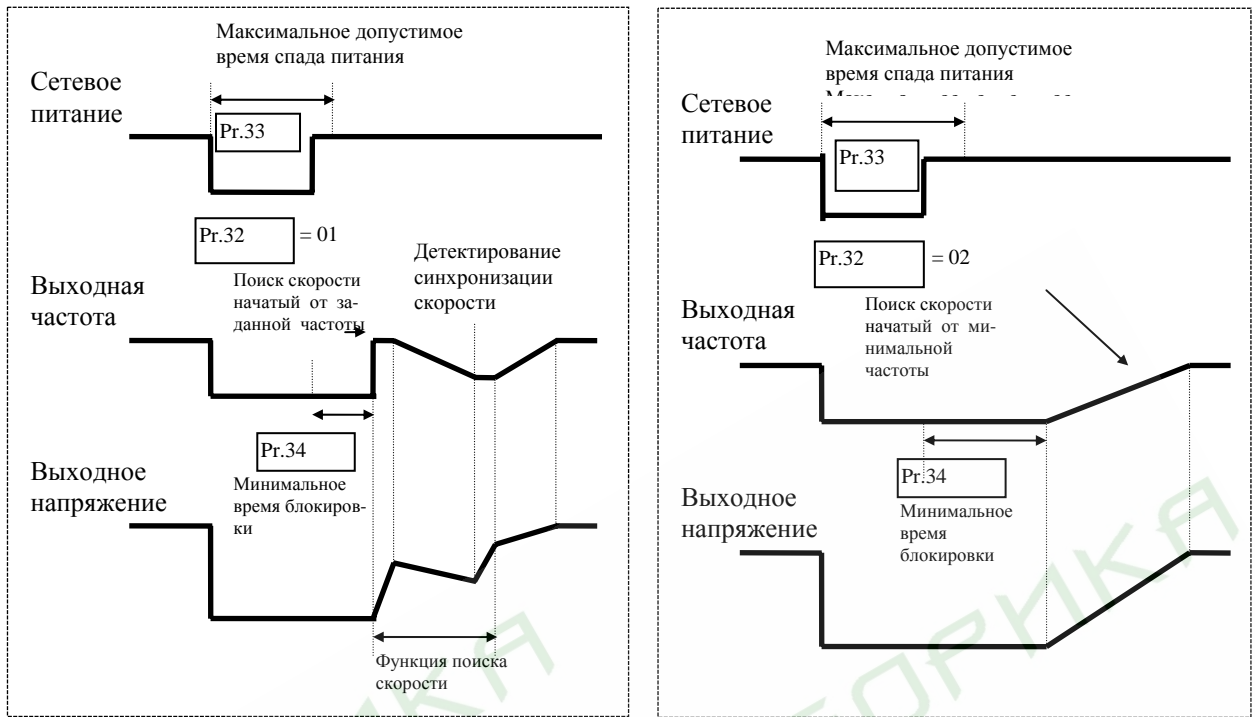 Максимальное допустимое
время спада питания
Сетевое
питание
Pr.33
Pr.32
= 01
Детектирование
синхронизации
скорости
Поиск скорости
начатый от за-
данной частоты
Выходная
частота
Pr.34
Минимальное
время блокиров-
ки
Выходное
напряжение
Функция поиска
скорости
Максимальное допустимое
время спада питания
Сетевое
питание
Pr.33
Pr.32
= 02
Поиск скорости
начатый от ми-
нимальной
частоты
Выходная
частота
Pr.34
Минимальное
время
блокировки
Выходное
напряжение